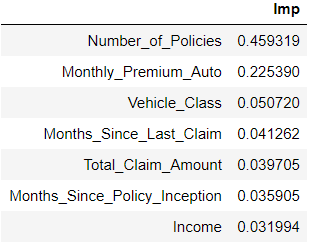 Imp
Number_of_Policies 0.459319
Monthly_Premium_Auto 0.225390
Vehicle_Class 0.050720
Months_Since_Last_Claim 0.041262
Total_Claim_Amount 0.039705
Months_Since_Policy_Inception 0.035905
Income 0.031994